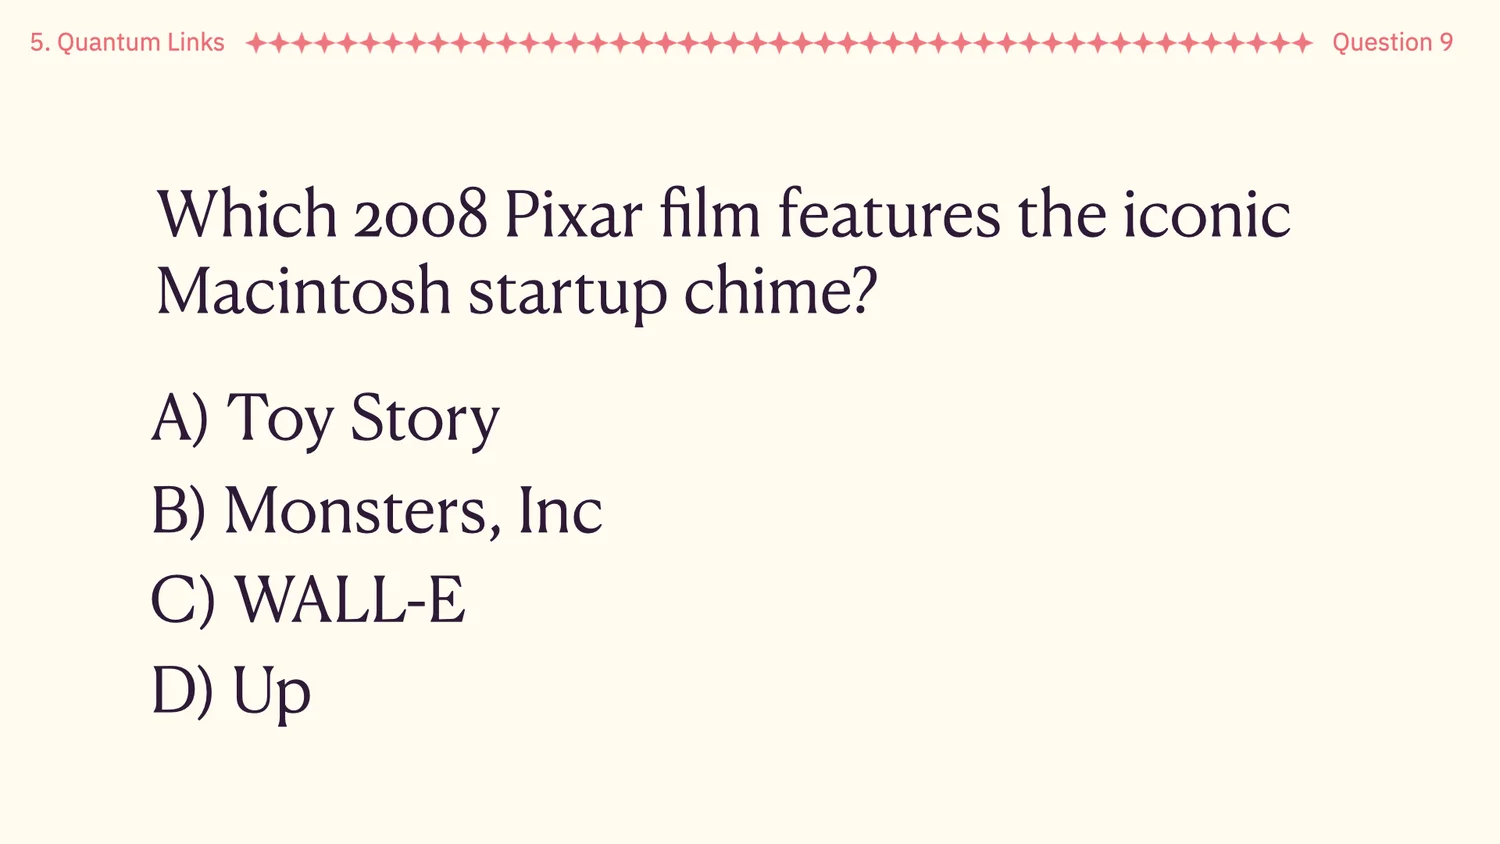 5. Quantum Links
Question 9
Which 2008 Pixar film features the iconic
Macintosh startup chime?
A) Toy Story
B) Monsters, Inc
C) WALL-E
D) Up